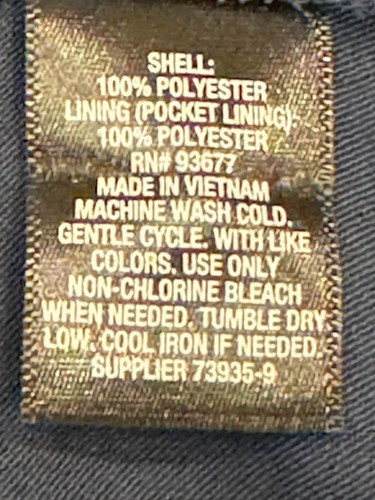 SHELL:
100% POLYESTER
LINING (POCKET LINING):
100% POLYESTER
RN# 93677
MADE IN VIETNAM
MACHINE WASH COLD.
GENTLE CYCLE. WITH LIKE
COLORS. USE ONLY
NON-CHLORINE BLEACH
WHEN NEEDED. TUMBLE DRY
LOW. COOL IRON IF NEEDED.
SUPPLIER 73935-9